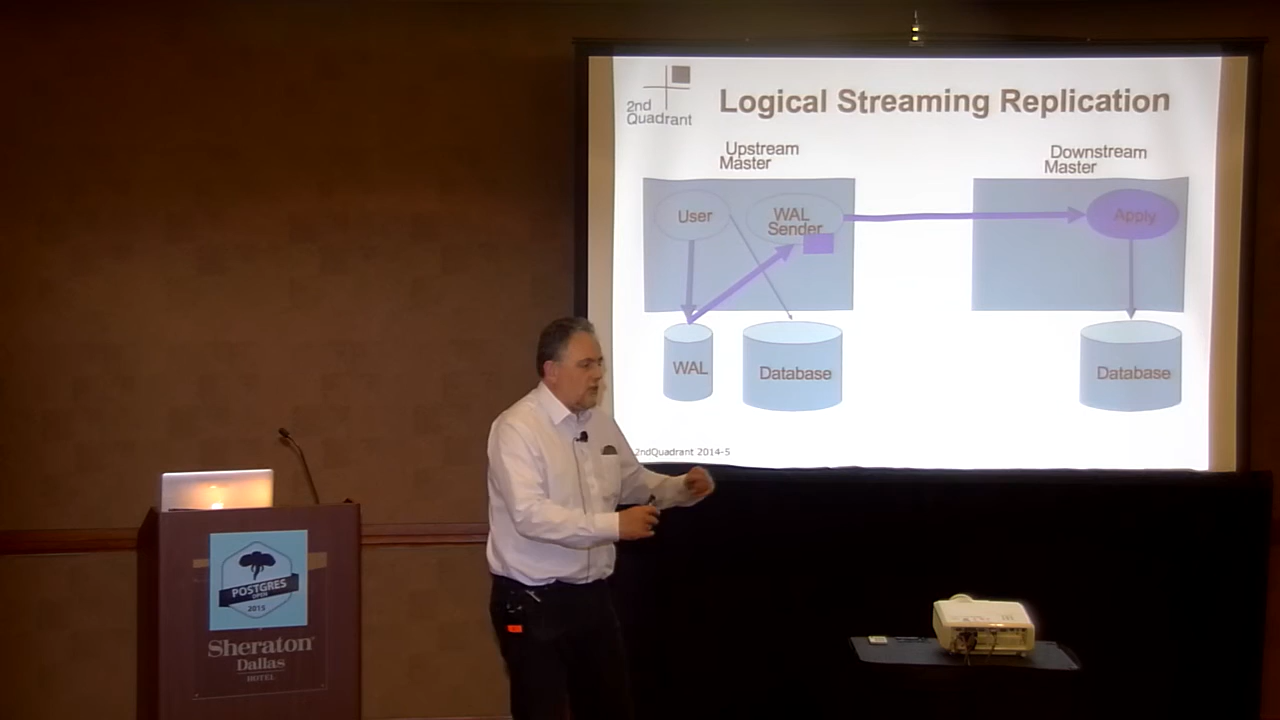 2nd
Quadrant
Logical Streaming Replication
Upstream
Master
Downstream
Master
User
WAL
Sender
Apply
WAL
Database
Database
2ndQuadrant 2014-5
POSTGRES
OPEN
2015
Sheraton®
Dallas
HOTEL